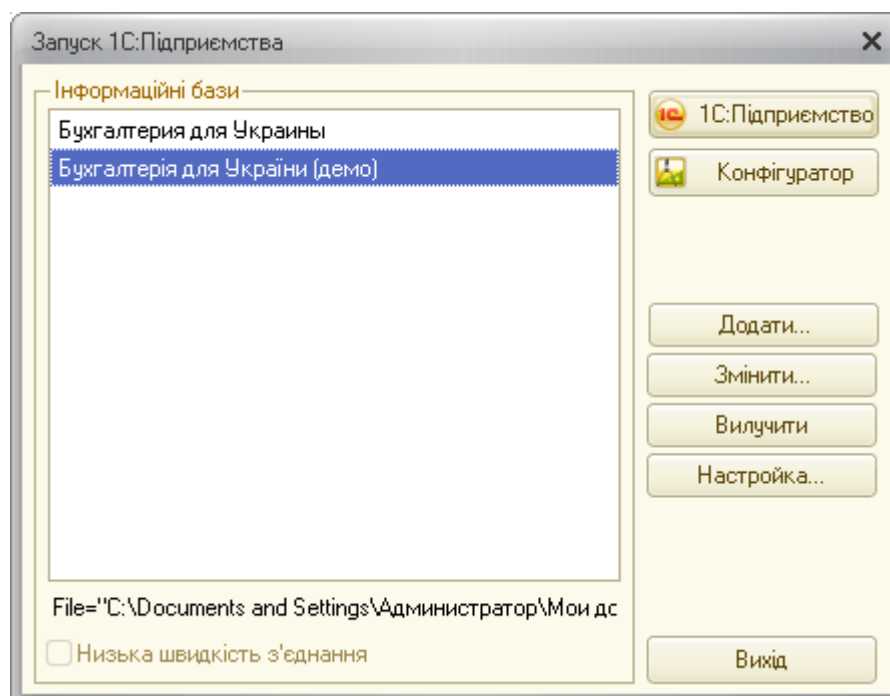 Запуск 1С:Підприємства
Інформаційні бази
Бухгалтерия для Украины
Бухгалтерія для України (демо)
1С:Підприємство
Конфігуратор
Додати...
Змінити...
Вилучити
Настройка...
File="C:\Documents and Settings\Администратор\Мои дс
Низька швидкість з'єднання
Вихід